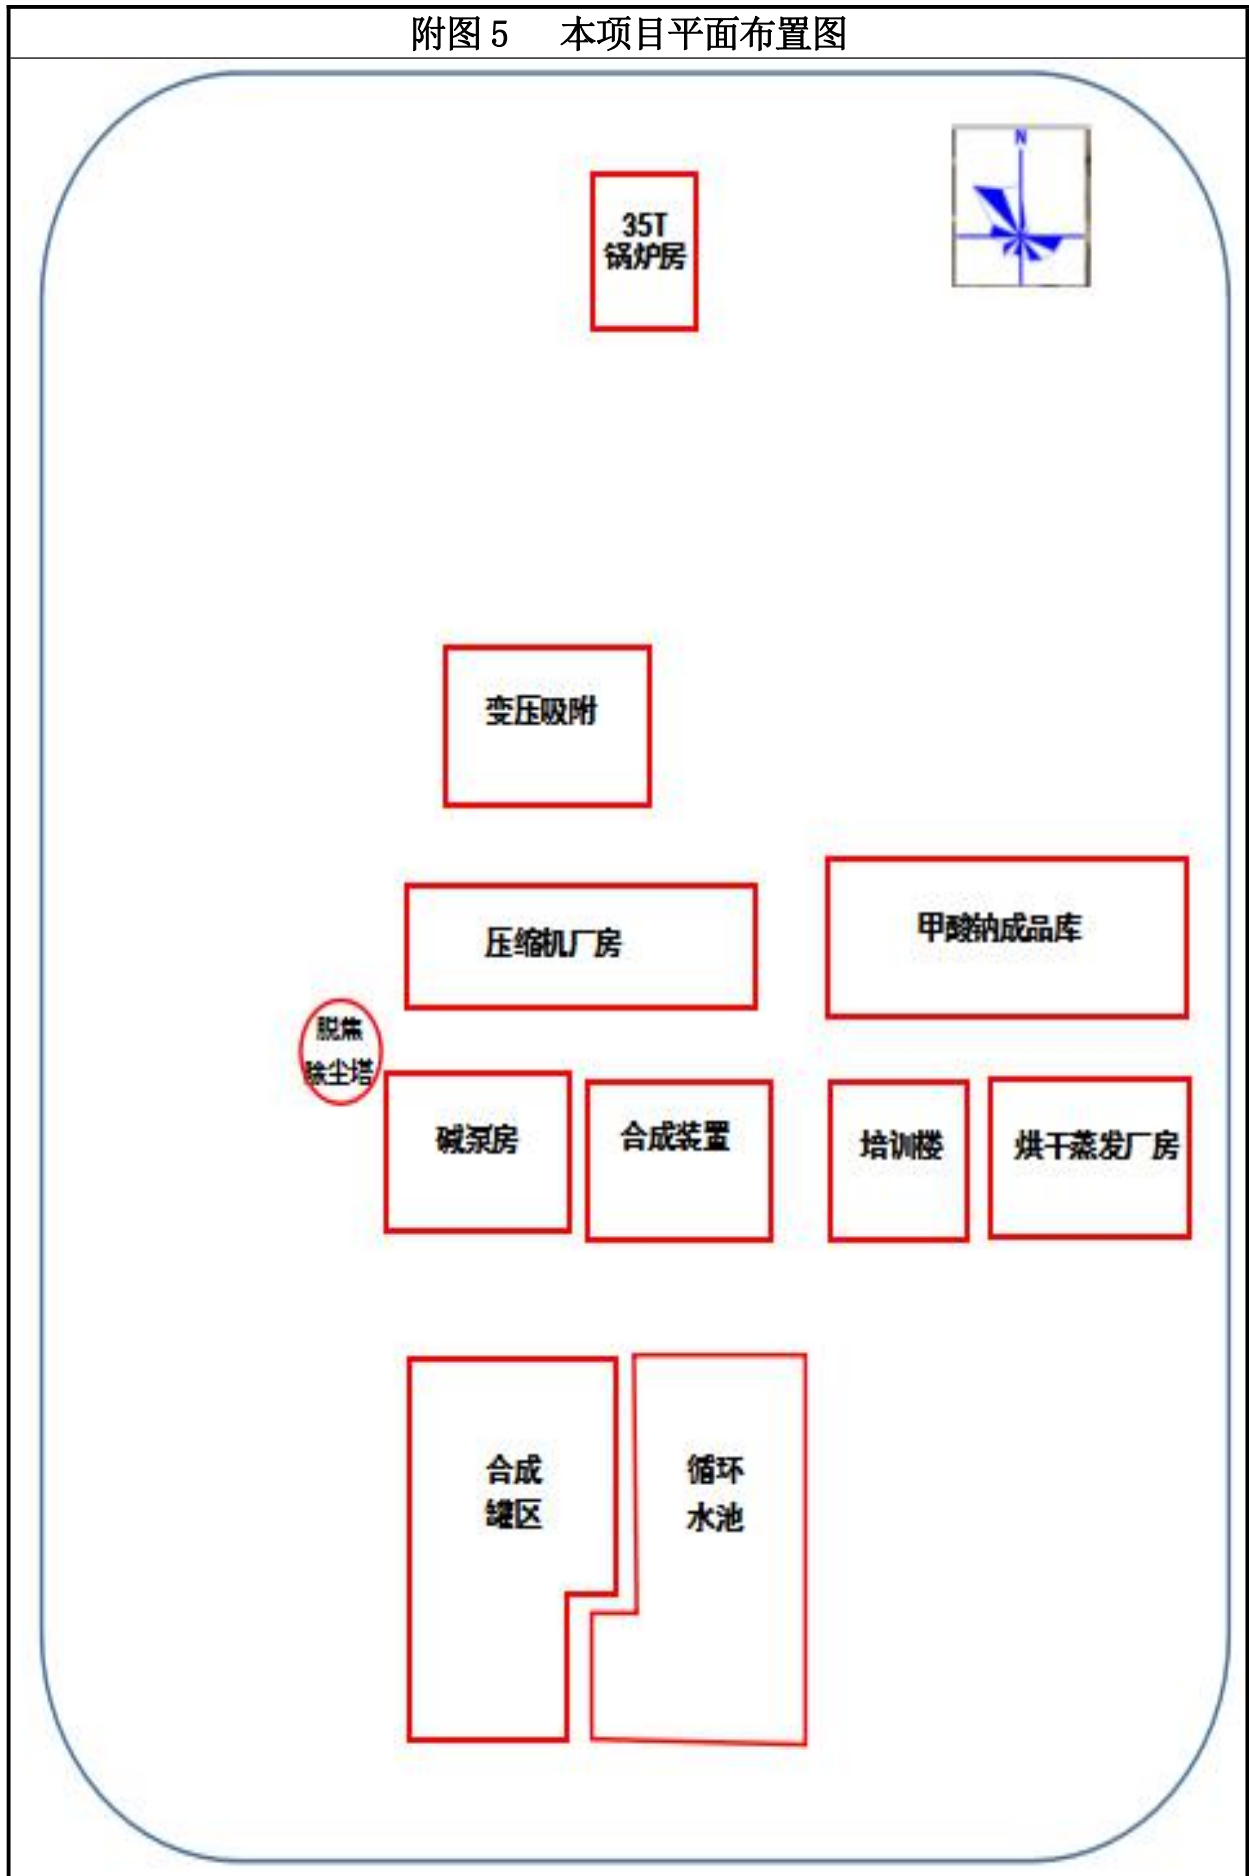 附图 5 本项目平面布置图
N
35T
锅炉房
变压吸附
压缩机厂房
甲酸钠成品库
脱焦
除尘塔
碱泵房
合成装置
培训楼
烘干蒸发厂房
合成
罐区
循环
水池